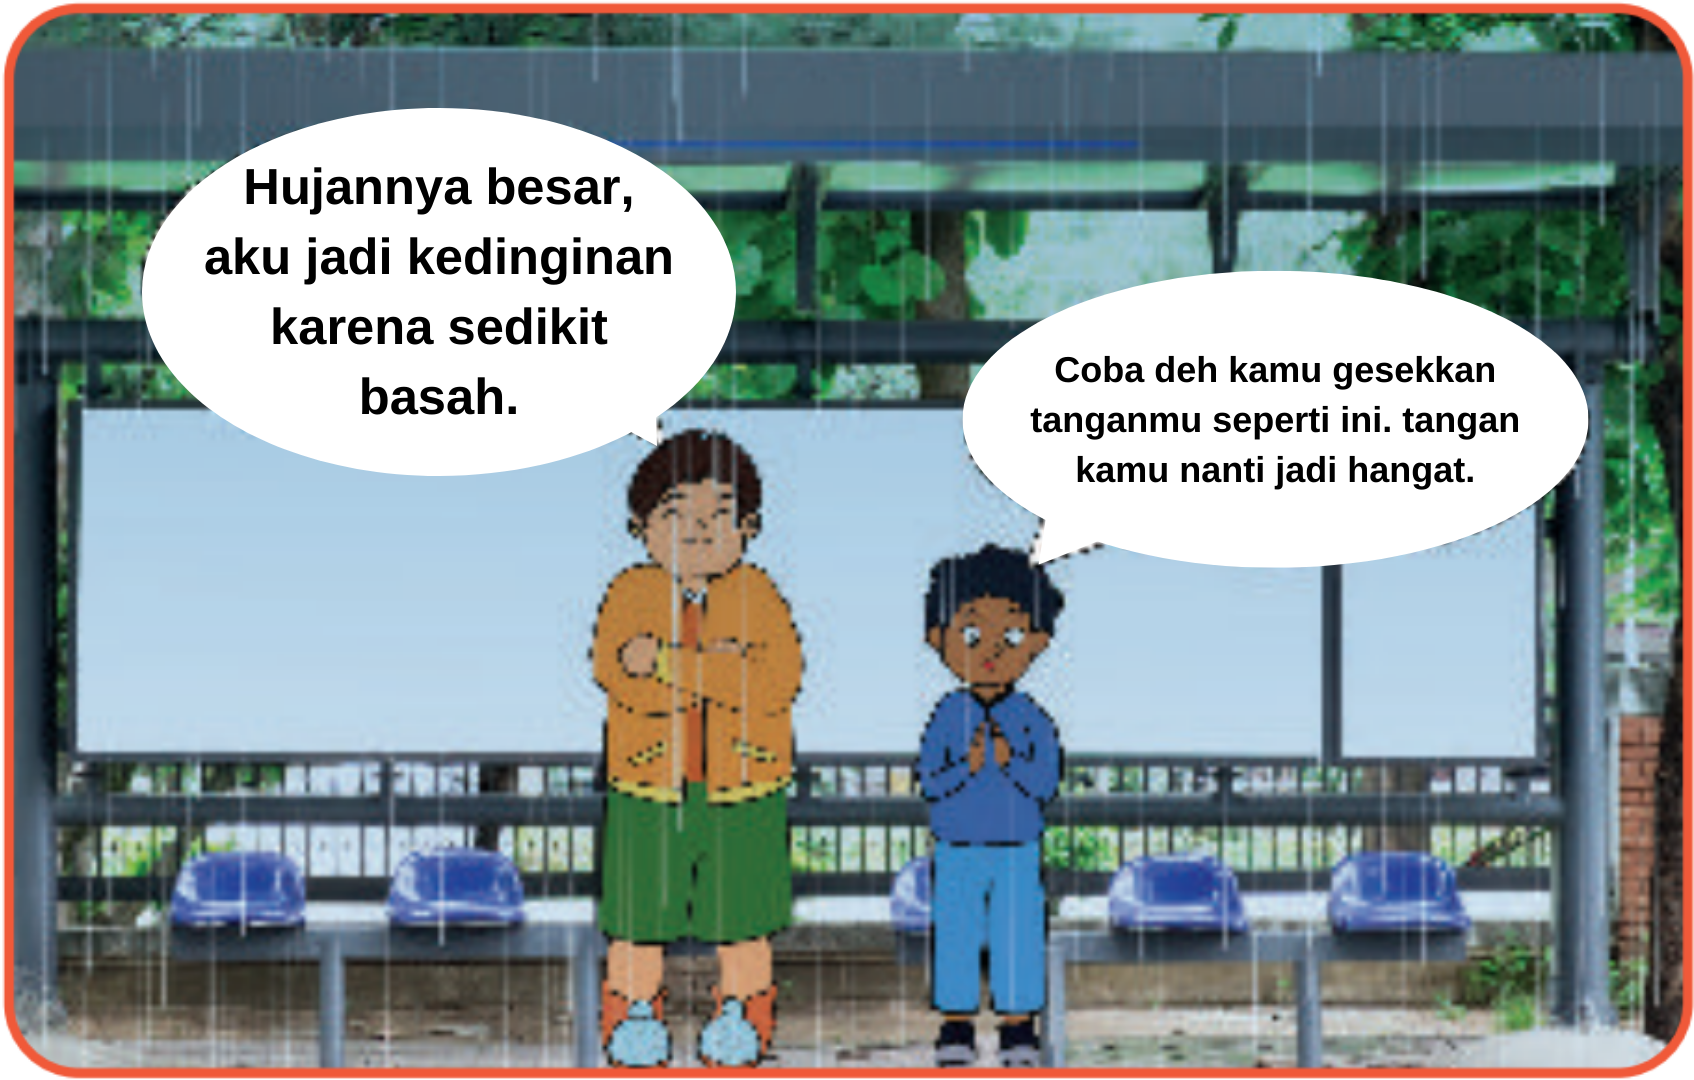 Hujannya besar,
aku jadi kedinginan
karena sedikit
basah.
Coba deh kamu gesekkan
tanganmu seperti ini. tangan
kamu nanti jadi hangat.